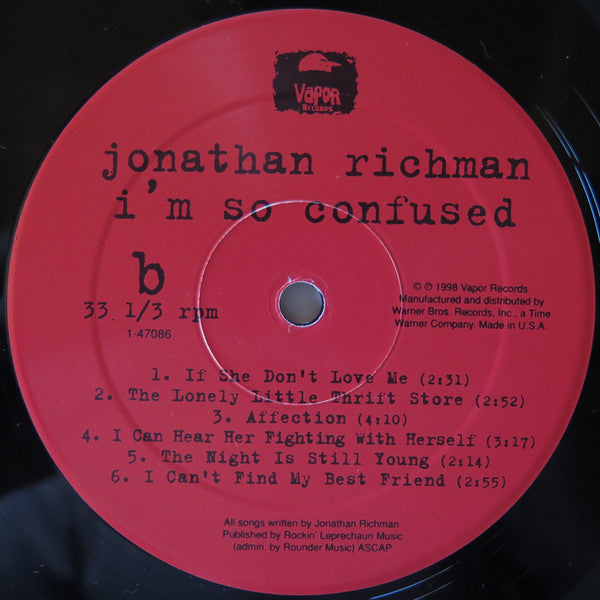 VAPOR
RECORDS
jonathan richman
i'm so confused
b
33 1/3 rpm
1-47086
© ℗ 1998 Vapor Records.
Manufactured and distributed by
Warner Bros. Records, Inc., a Time
Warner Company. Made in U.S.A.
1. If She Don't Love Me (2:31)
2. The Lonely Little Thrift Store (2:52)
3. Affection (4:10)
4. I Can Hear Her Fighting With Herself (3:17)
5. The Night Is Still Young (2:14)
6. I Can't Find My Best Friend (2:55)
All songs written by Jonathan Richman.
Published by Rockin' Leprechaun Music
(admin. by Rounder Music) ASCAP